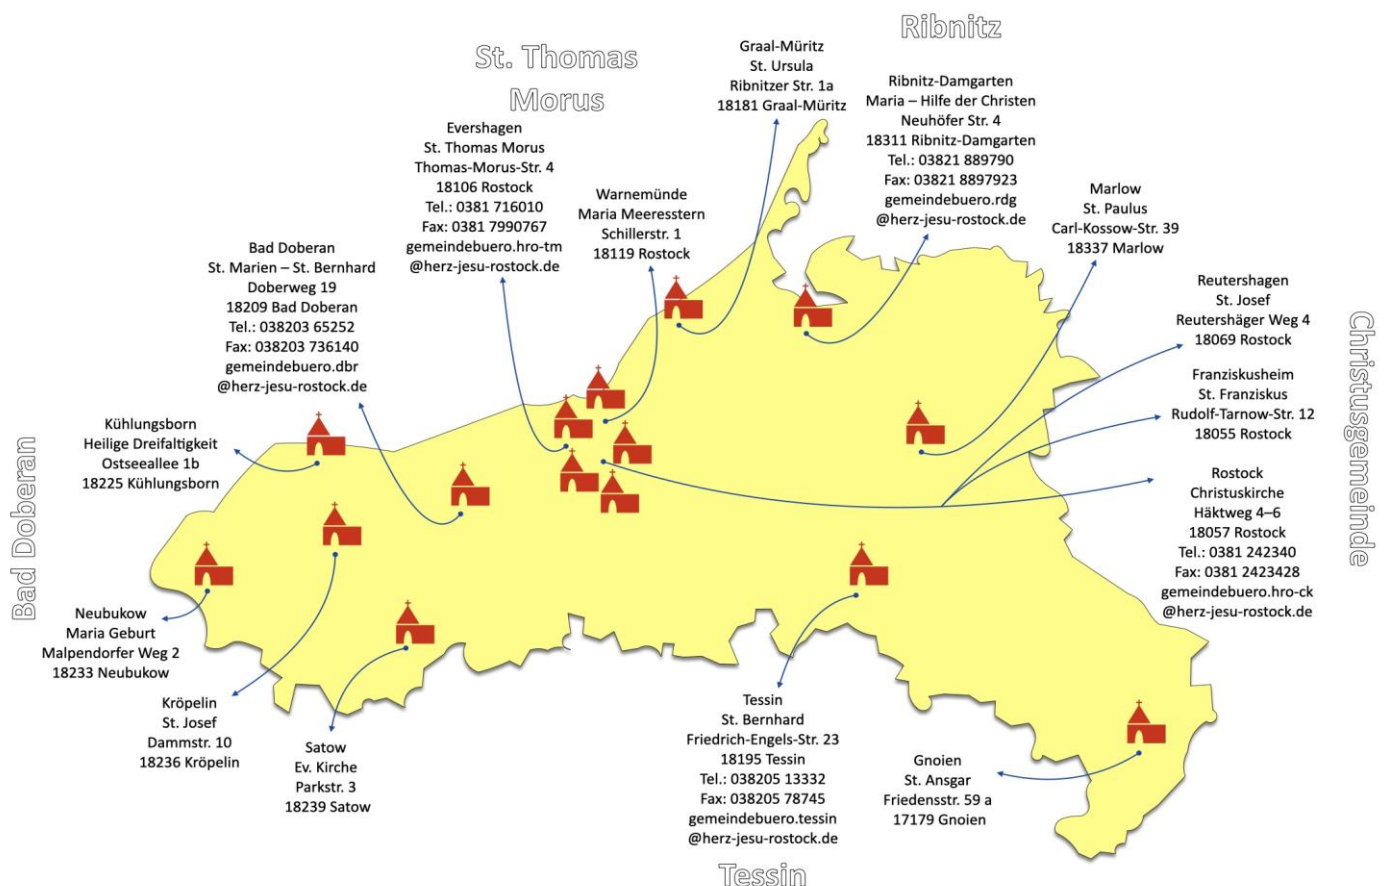 Ribnitz
St. Thomas
Morus
Graal-Müritz
St. Ursula
Ribnitzer Str. 1a
18181 Graal-Müritz
Ribnitz-Damgarten
Maria – Hilfe der Christen
Neuhöfer Str. 4
18311 Ribnitz-Damgarten
Tel.: 03821 889790
Fax: 03821 8897923
gemeindebuero.rdg
@herz-jesu-rostock.de
Evershagen
St. Thomas Morus
Thomas-Morus-Str. 4
18106 Rostock
Tel.: 0381 716010
Fax: 0381 7990767
gemeindebuero.hro-tm
@herz-jesu-rostock.de
Warnemünde
Maria Meeresstern
Schillerstr. 1
18119 Rostock
Marlow
St. Paulus
Carl-Kossow-Str. 39
18337 Marlow
Bad Doberan
St. Marien – St. Bernhard
Doberweg 19
18209 Bad Doberan
Tel.: 038203 65252
Fax: 038203 736140
gemeindebuero.dbr
@herz-jesu-rostock.de
Reutershagen
St. Josef
Reutershäger Weg 4
18069 Rostock
Christusgemeinde
Franziskusheim
St. Franziskus
Rudolf-Tarnow-Str. 12
18055 Rostock
Kühlungsborn
Heilige Dreifaltigkeit
Ostseeallee 1b
18225 Kühlungsborn
Bad Doberan
Rostock
Christuskirche
Häktweg 4–6
18057 Rostock
Tel.: 0381 242340
Fax: 0381 2423428
gemeindebuero.hro-ck
@herz-jesu-rostock.de
Neubukow
Maria Geburt
Malpendorfer Weg 2
18233 Neubukow
Kröpelin
St. Josef
Dammstr. 10
18236 Kröpelin
Satow
Ev. Kirche
Parkstr. 3
18239 Satow
Tessin
St. Bernhard
Friedrich-Engels-Str. 23
18195 Tessin
Tel.: 038205 13332
Fax: 038205 78745
gemeindebuero.tessin
@herz-jesu-rostock.de
Gnoien
St. Ansgar
Friedensstr. 59 a
17179 Gnoien
Tessin